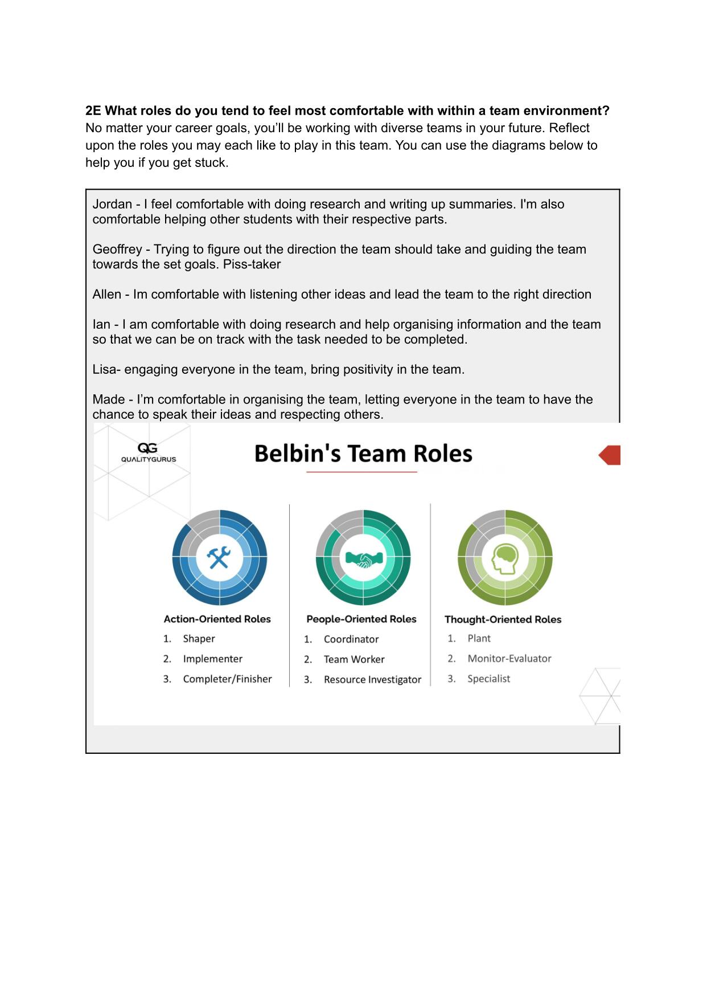 2E What roles do you tend to feel most comfortable with within a team environment?
No matter your career goals, you’ll be working with diverse teams in your future. Reflect
upon the roles you may each like to play in this team. You can use the diagrams below to
help you if you get stuck.
Jordan - I feel comfortable with doing research and writing up summaries. I'm also
comfortable helping other students with their respective parts.
Geoffrey - Trying to figure out the direction the team should take and guiding the team
towards the set goals. Piss-taker
Allen - Im comfortable with listening other ideas and lead the team to the right direction
Ian - I am comfortable with doing research and help organising information and the team
so that we can be on track with the task needed to be completed.
Lisa- engaging everyone in the team, bring positivity in the team.
Made - I’m comfortable in organising the team, letting everyone in the team to have the
chance to speak their ideas and respecting others.
QG
QUALITYGURUS
Belbin's Team Roles
Action-Oriented Roles
1. Shaper
2. Implementer
3. Completer/Finisher
People-Oriented Roles
1. Coordinator
2. Team Worker
3. Resource Investigator
Thought-Oriented Roles
1. Plant
2. Monitor-Evaluator
3. Specialist